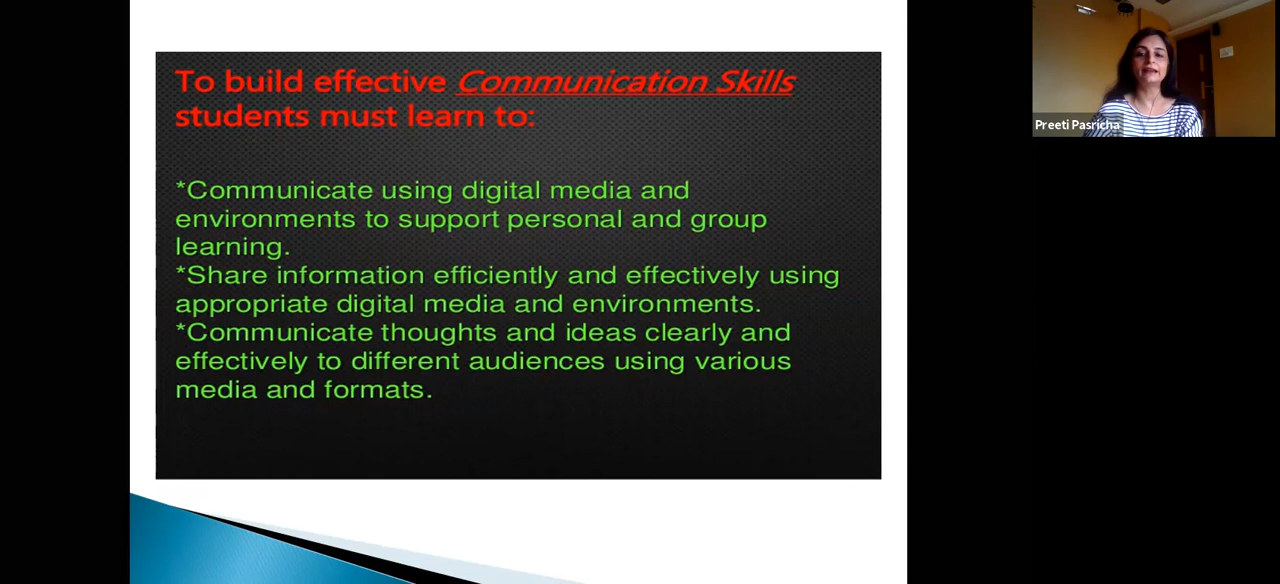 To build effective Communication Skills
students must learn to:
*Communicate using digital media and
environments to support personal and group
learning.
*Share information efficiently and effectively using
appropriate digital media and environments.
*Communicate thoughts and ideas clearly and
effectively to different audiences using various
media and formats.
Preeti Pasricha